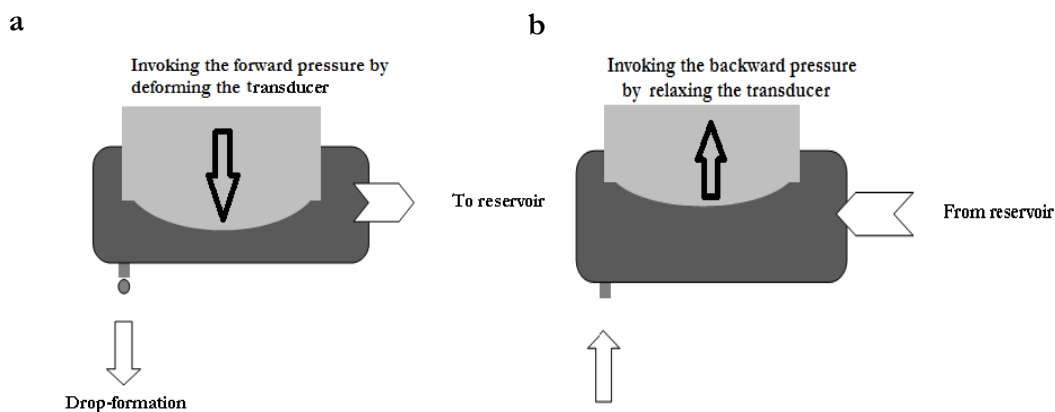 a
Invoking the forward pressure by
deforming the transducer
To reservoir
Drop-formation
b
Invoking the backward pressure
by relaxing the transducer
From reservoir